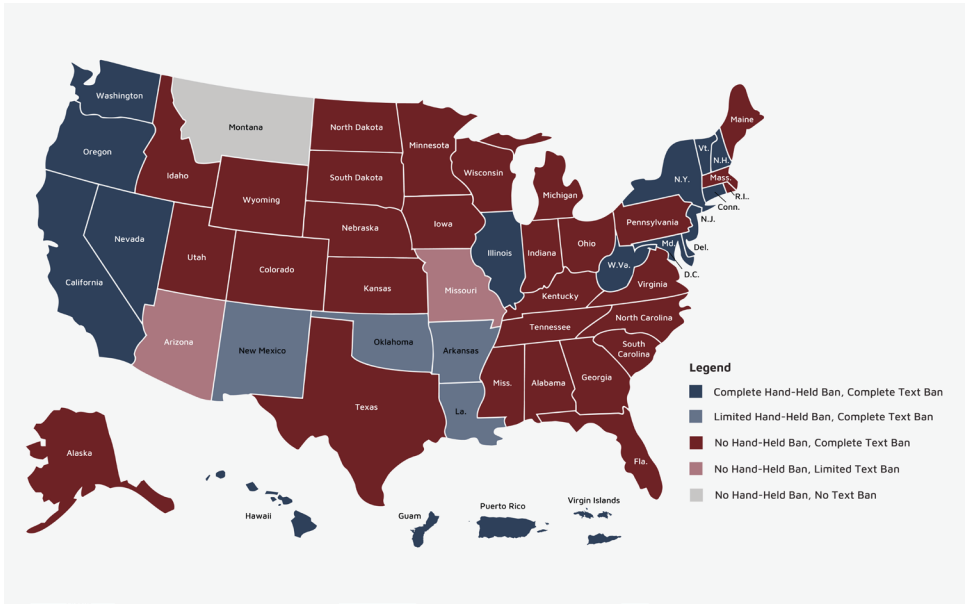 Washington
Oregon
California
Nevada
Idaho
Montana
Wyoming
Utah
Colorado
Arizona
New Mexico
North Dakota
South Dakota
Nebraska
Kansas
Oklahoma
Texas
Minnesota
Iowa
Missouri
Arkansas
La.
Wisconsin
Illinois
Michigan
Indiana
Ohio
Kentucky
Tennessee
Miss.
Alabama
Georgia
Fla.
South
Carolina
North Carolina
Virginia
W.Va.
Pennsylvania
N.Y.
Vt.
N.H.
Maine
Mass.
R.I..
Conn.
N.J.
Del.
Md.
D.C.
Alaska
Hawaii
Guam
Puerto Rico
Virgin Islands
Legend
Complete Hand-Held Ban, Complete Text Ban
Limited Hand-Held Ban, Complete Text Ban
No Hand-Held Ban, Complete Text Ban
No Hand-Held Ban, Limited Text Ban
No Hand-Held Ban, No Text Ban